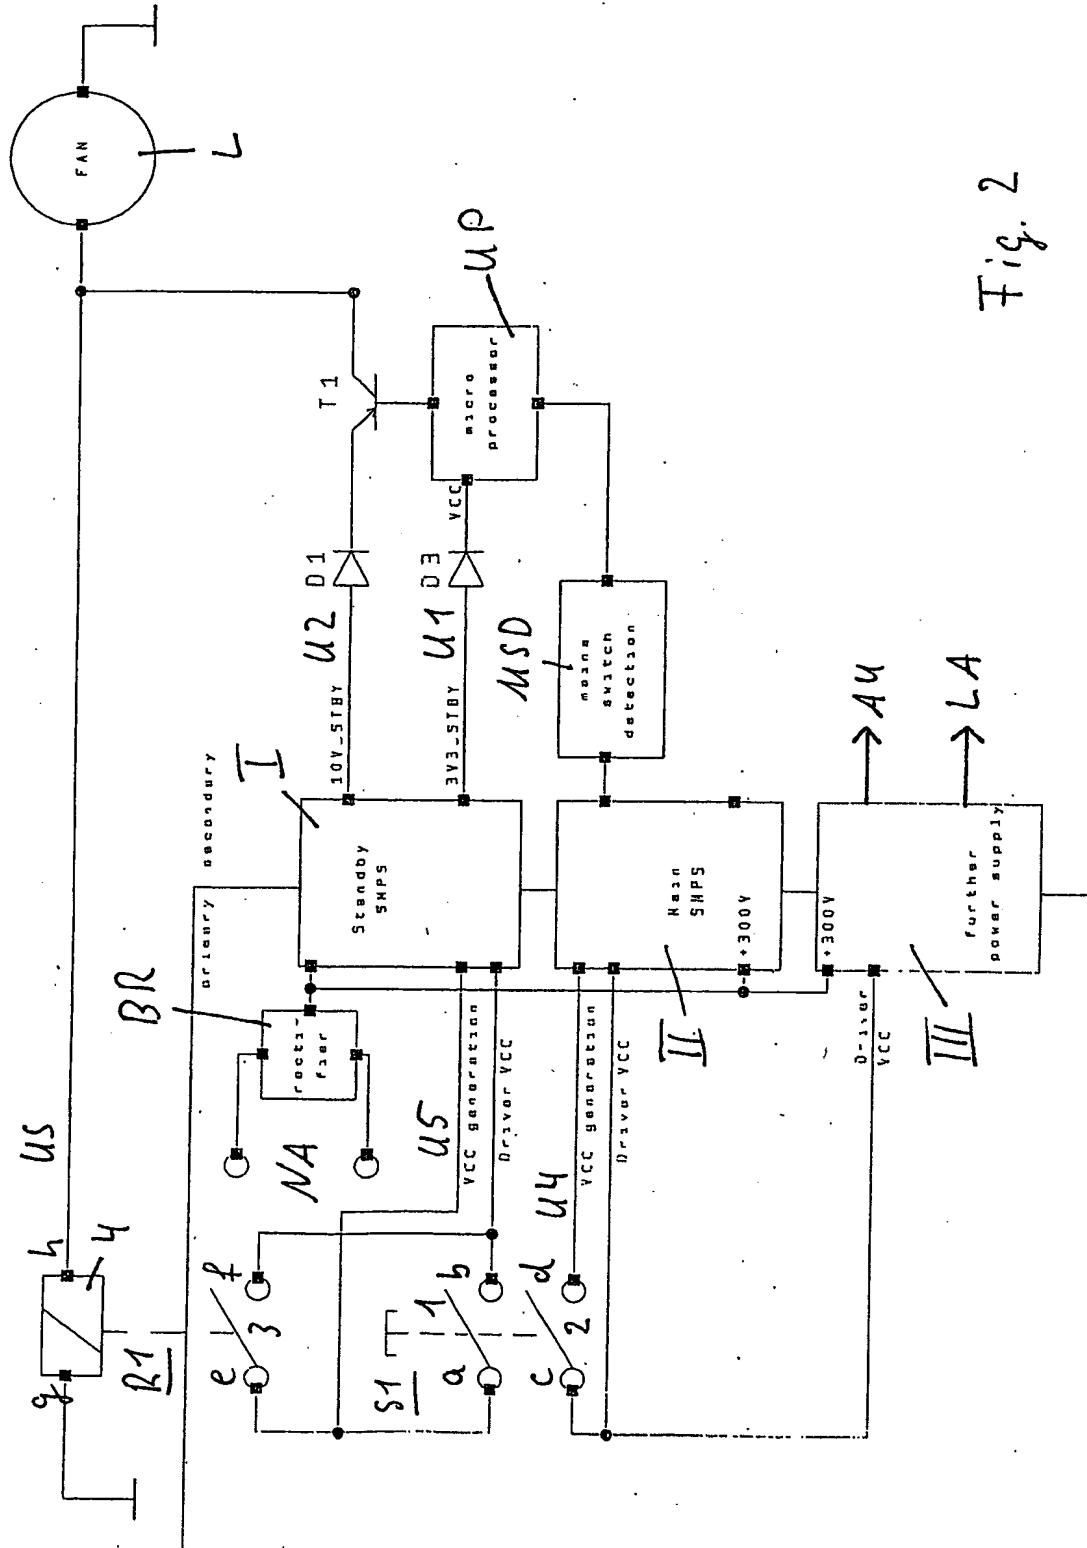 g
h
4
US
FAN
R1
L
BR
primary
secondary
e
f
3
I
NA
recti-
fier
10V_STBY
U2
D1
T1
S1
Standby
SMPS
a
1
b
U5
VCC generation
Driver VCC
3V3_STBY
U1
D3
VCC
micro
processor
UP
MSD
c
2
d
U4
VCC generation
Driver VCC
mains
switch
detection
Main
SMPS
+300V
II
+300V
Driver
VCC
III
further
power supply
AU
LA
Fig. 2